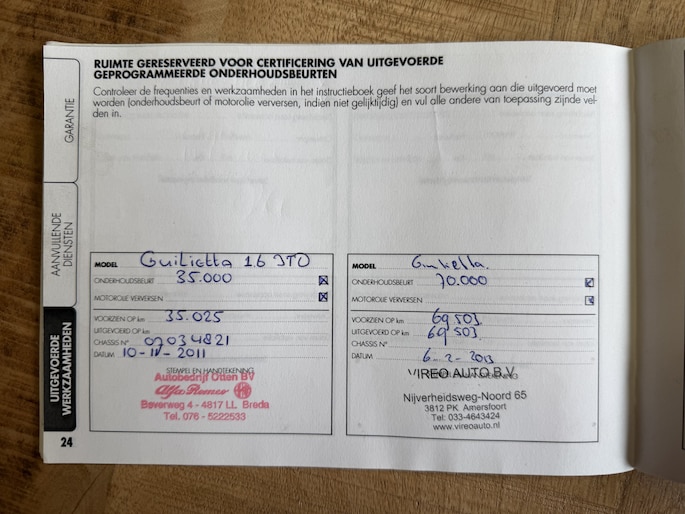 RUIMTE GERESERVEERD VOOR CERTIFICERING VAN UITGEVOERDE
GEPROGRAMMEERDE ONDERHOUDSBEURTEN
Controleer de frequenties en werkzaamheden in het instructieboek geef het soort bewerking aan die uitgevoerd moet
worden (onderhoudsbeurt of motorolie verversen, indien niet gelijktijdig) en vul alle andere van toepassing zijnde vel-
den in.
GARANTIE
AANVULLENDE
DIENSTEN
UITGEVOERDE
WERKZAAMHEDEN
MODEL Guilietta 1.6 JTD
ONDERHOUDSBEURT 35.000
MOTOROLIE VERVERSEN
VOORZIEN OP km 35.025
UITGEVOERD OP km
CHASSIS N° 07034821
DATUM 10-11-2011
STEMPEL EN HANDTEKENING
Autobedrijf Otten BV
Alfa Romeo
Beverweg 4 - 4817 LL Breda
Tel. 076 - 5222533
MODEL Giulietta.
ONDERHOUDSBEURT 70.000
MOTOROLIE VERVERSEN
VOORZIEN OP km 69503
UITGEVOERD OP km 69503
CHASSIS N°
DATUM 6-2-2013
VIREO AUTO B.V.
Nijverheidsweg-Noord 65
3812 PK Amersfoort
Tel: 033-4643424
www.vireoauto.nl
24